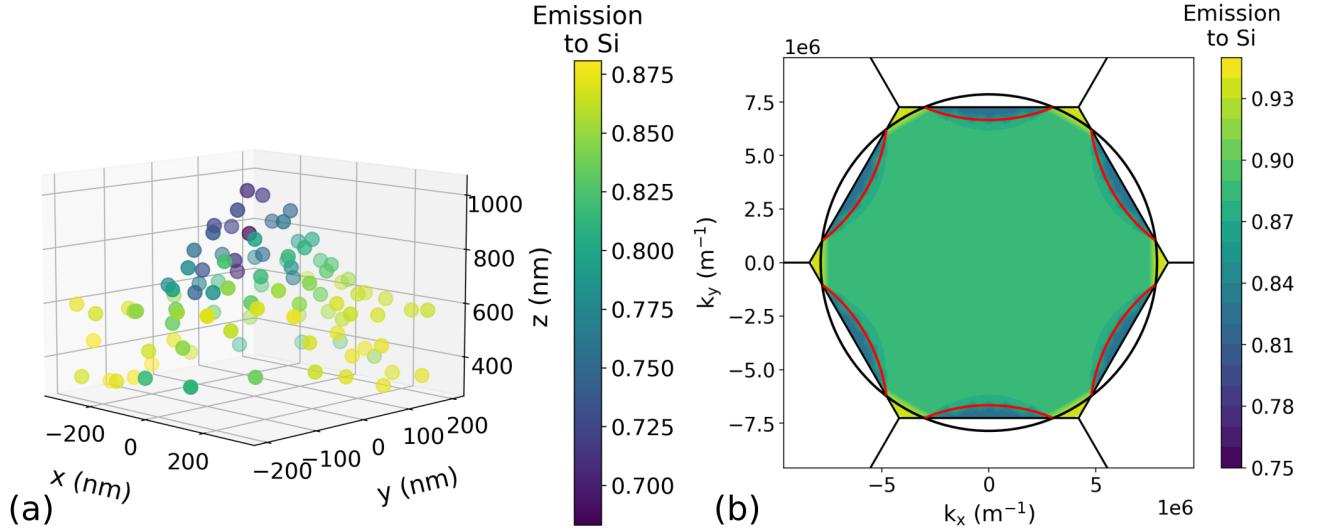 Emission
to Si
0.875
0.850
0.825
0.800
0.775
0.750
0.725
0.700
1000
800
600
400
z (nm)
−200
0
200
x (nm)
−200
−100
0
100
200
y (nm)
(a)
Emission
to Si
1e6
7.5
5.0
2.5
0.0
−2.5
−5.0
−7.5
k_y (m⁻¹)
−5
0
5
1e6
k_x (m⁻¹)
0.93
0.90
0.87
0.84
0.81
0.78
0.75
(b)